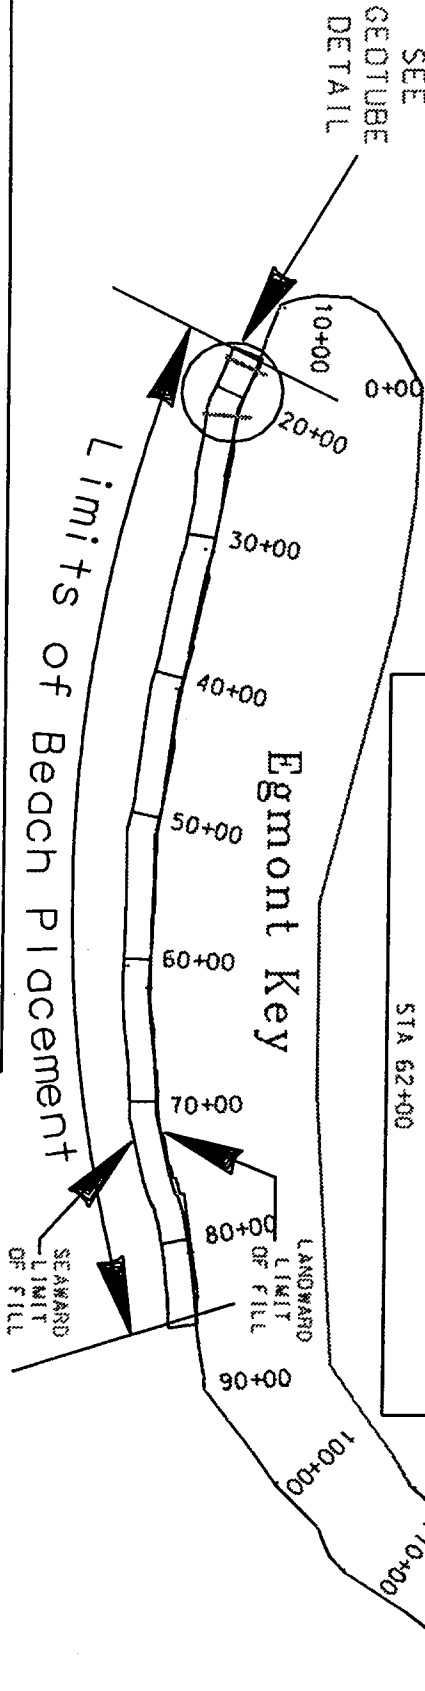 SEE
GEOTUBE
DETAIL
0+00
10+00
20+00
30+00
40+00
50+00
60+00
70+00
80+00
90+00
100+00
Egmont Key
Limits of Beach Placement
STA 62+00
LANDWARD
LIMIT
OF FILL
SEAWARD
LIMIT
OF FILL